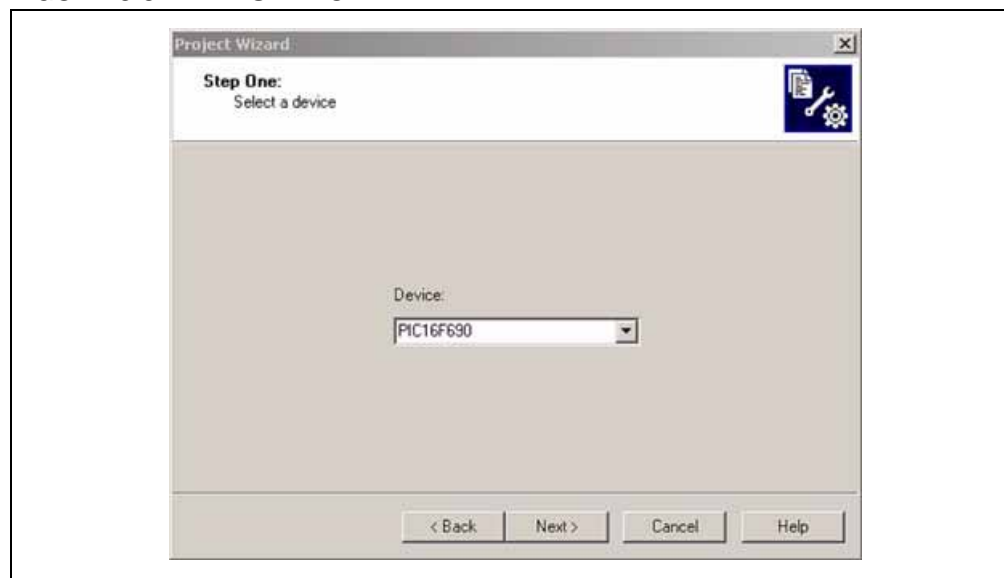 Project Wizard
Step One:
Select a device
Device:
PIC16F690
< Back Next > Cancel Help